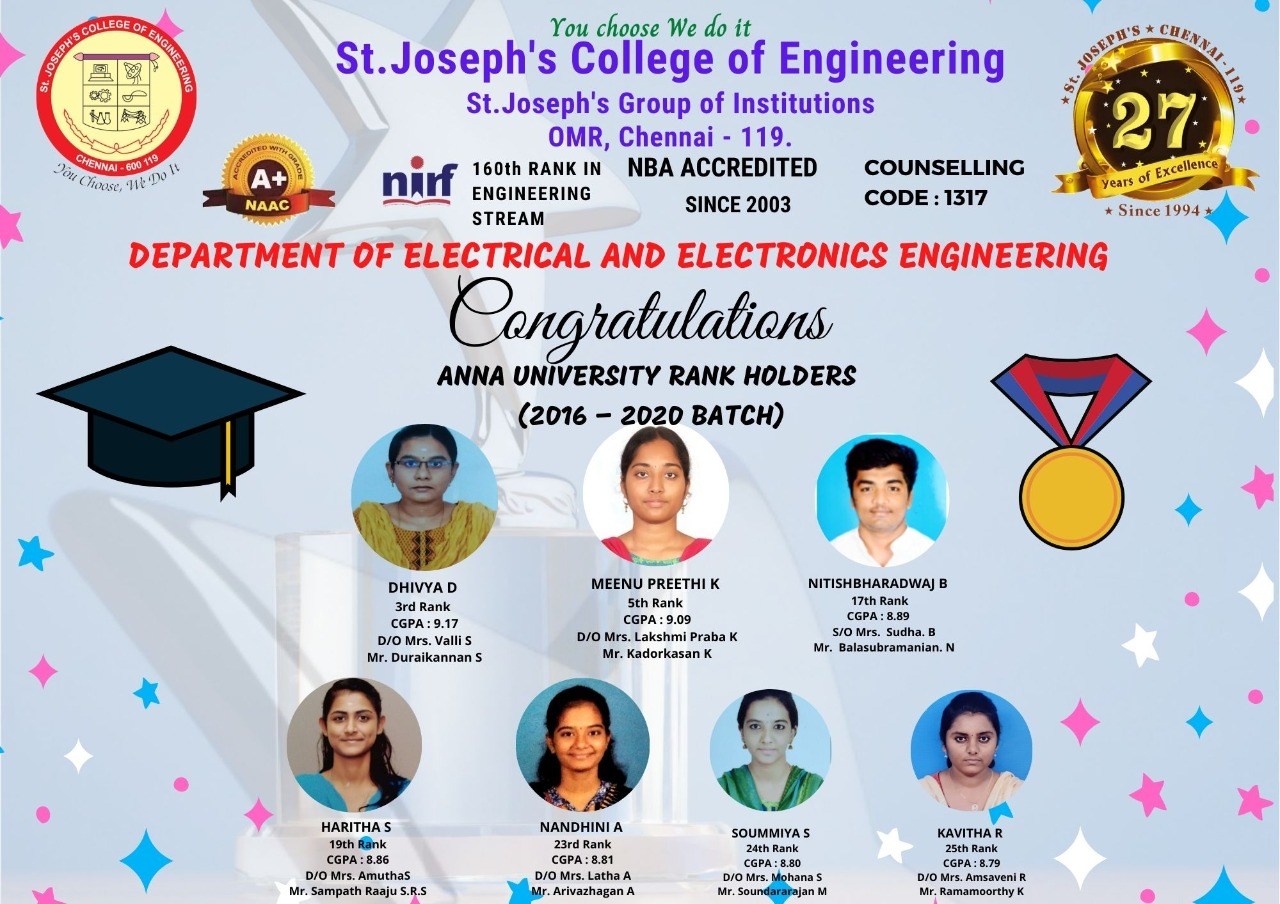 You choose We do it
St.Joseph's College of Engineering
St.Joseph's Group of Institutions
OMR, Chennai - 119.
St. JOSEPH'S COLLEGE OF ENGINEERING
CHENNAI - 600 119
You Choose, We Do It
ACCREDITED WITH GRADE
A+
NAAC
nirf
160th RANK IN
ENGINEERING
STREAM
NBA ACCREDITED
SINCE 2003
COUNSELLING
CODE : 1317
St. JOSEPH'S ★ CHENNAI - 119
27
Years of Excellence
★ Since 1994 ★
DEPARTMENT OF ELECTRICAL AND ELECTRONICS ENGINEERING
Congratulations
ANNA UNIVERSITY RANK HOLDERS
(2016 – 2020 BATCH)
DHIVYA D
3rd Rank
CGPA : 9.17
D/O Mrs. Valli S
Mr. Duraikannan S
MEENU PREETHI K
5th Rank
CGPA : 9.09
D/O Mrs. Lakshmi Praba K
Mr. Kadorkasan K
NITISHBHARADWAJ B
17th Rank
CGPA : 8.89
S/O Mrs. Sudha. B
Mr. Balasubramanian. N
HARITHA S
19th Rank
CGPA : 8.86
D/O Mrs. AmuthaS
Mr. Sampath Raaju S.R.S
NANDHINI A
23rd Rank
CGPA : 8.81
D/O Mrs. Latha A
Mr. Arivazhagan A
SOUMMIYA S
24th Rank
CGPA : 8.80
D/O Mrs. Mohana S
Mr. Soundararajan M
KAVITHA R
25th Rank
CGPA : 8.79
D/O Mrs. Amsaveni R
Mr. Ramamoorthy K